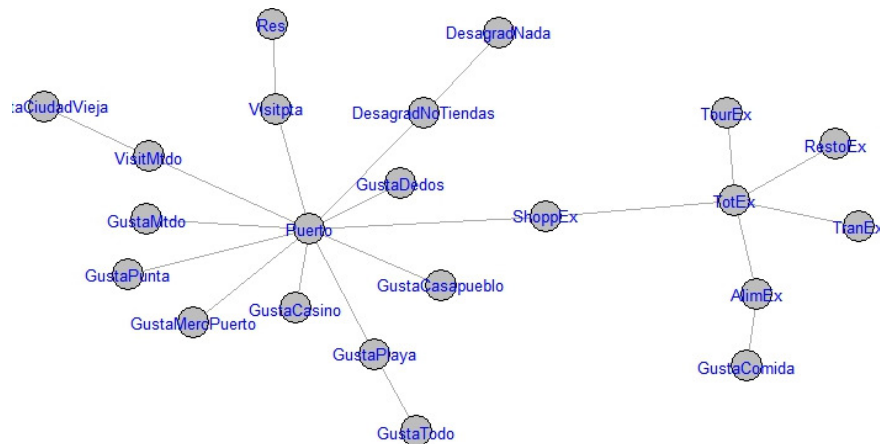 Res
DesagradNada
Visitpta
DesagradNoTiendas
TourEx
RestoEx
VisitMtdo
GustaDedos
GustaMtdo
Puerto
ShoppEx
TotEx
TranEx
GustaPunta
GustaCasapueblo
AlimEx
GustaMercPuerto
GustaCasino
GustaPlaya
GustaComida
GustaTodo